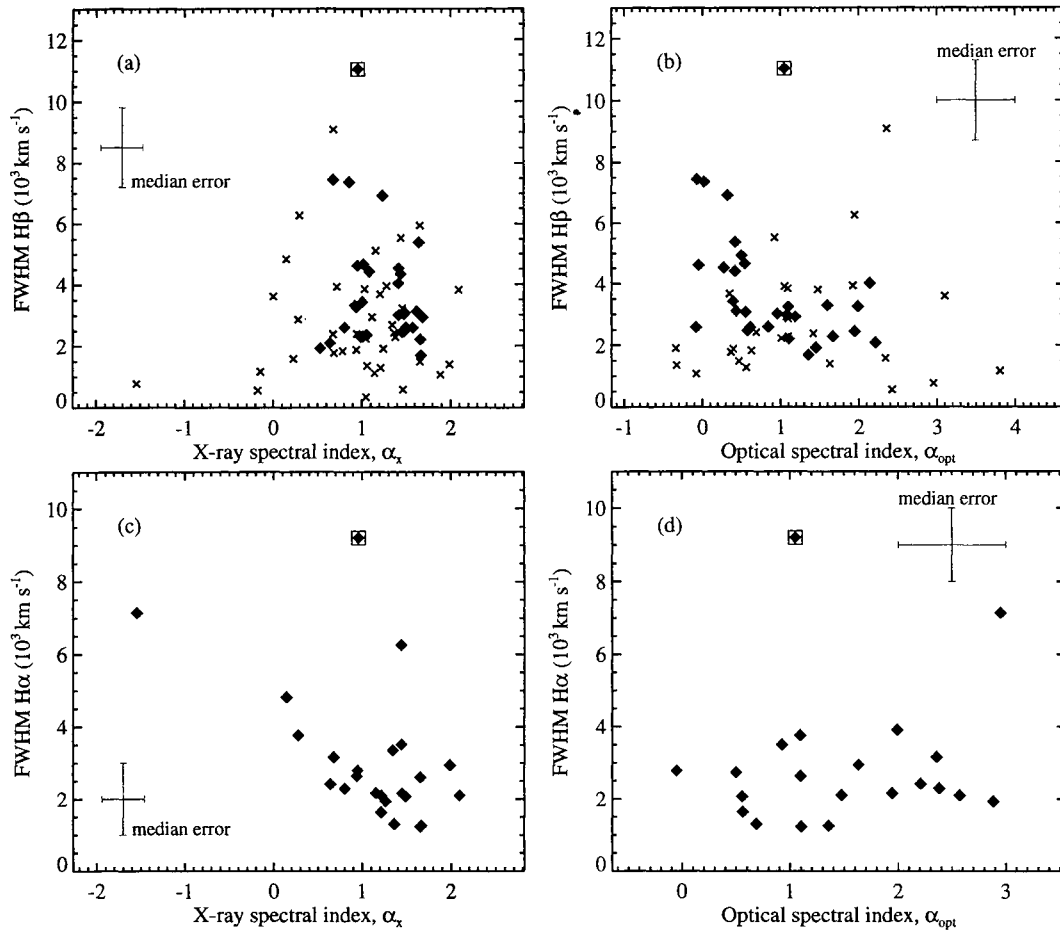 12
10
8
6
4
2
0
FWHM Hβ (10³ km s⁻¹)
(a)
median error
-2
-1
0
1
2
X-ray spectral index, αₓ
12
10
8
6
4
2
0
FWHM Hβ (10³ km s⁻¹)
(b)
median error
-1
0
1
2
3
4
Optical spectral index, αₒₚₜ
10
8
6
4
2
0
FWHM Hα (10³ km s⁻¹)
(c)
median error
-2
-1
0
1
2
X-ray spectral index, αₓ
10
8
6
4
2
0
FWHM Hα (10³ km s⁻¹)
(d)
median error
0
1
2
3
Optical spectral index, αₒₚₜ